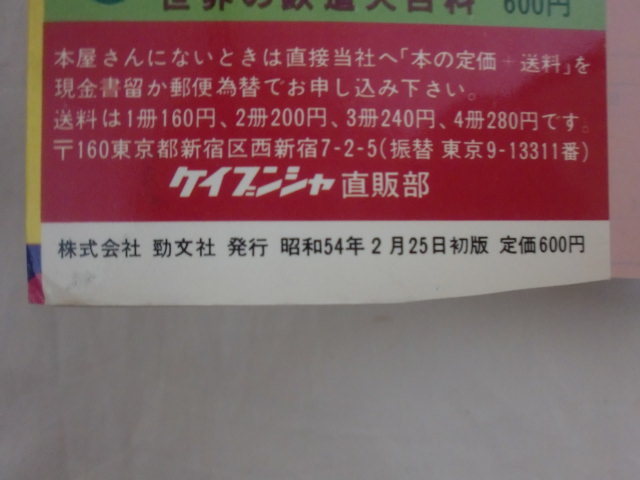 世界の鉄道大百科 600円
本屋さんにないときは直接当社へ「本の定価+送料」を
現金書留か郵便為替でお申し込み下さい。
送料は1冊160円、2冊200円、3冊240円、4冊280円です。
〒160東京都新宿区西新宿7-2-5(振替 東京9-13311番)
ケイブンシャ直販部
株式会社 勁文社 発行 昭和54年2月25日初版 定価600円